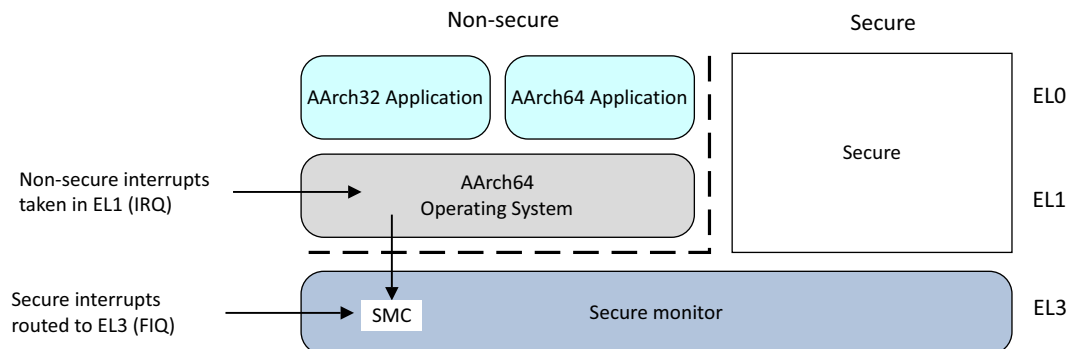 Non-secure
Secure
AArch32 Application
AArch64 Application
EL0
Secure
Non-secure interrupts
taken in EL1 (IRQ)
AArch64
Operating System
EL1
Secure interrupts
routed to EL3 (FIQ)
SMC
Secure monitor
EL3